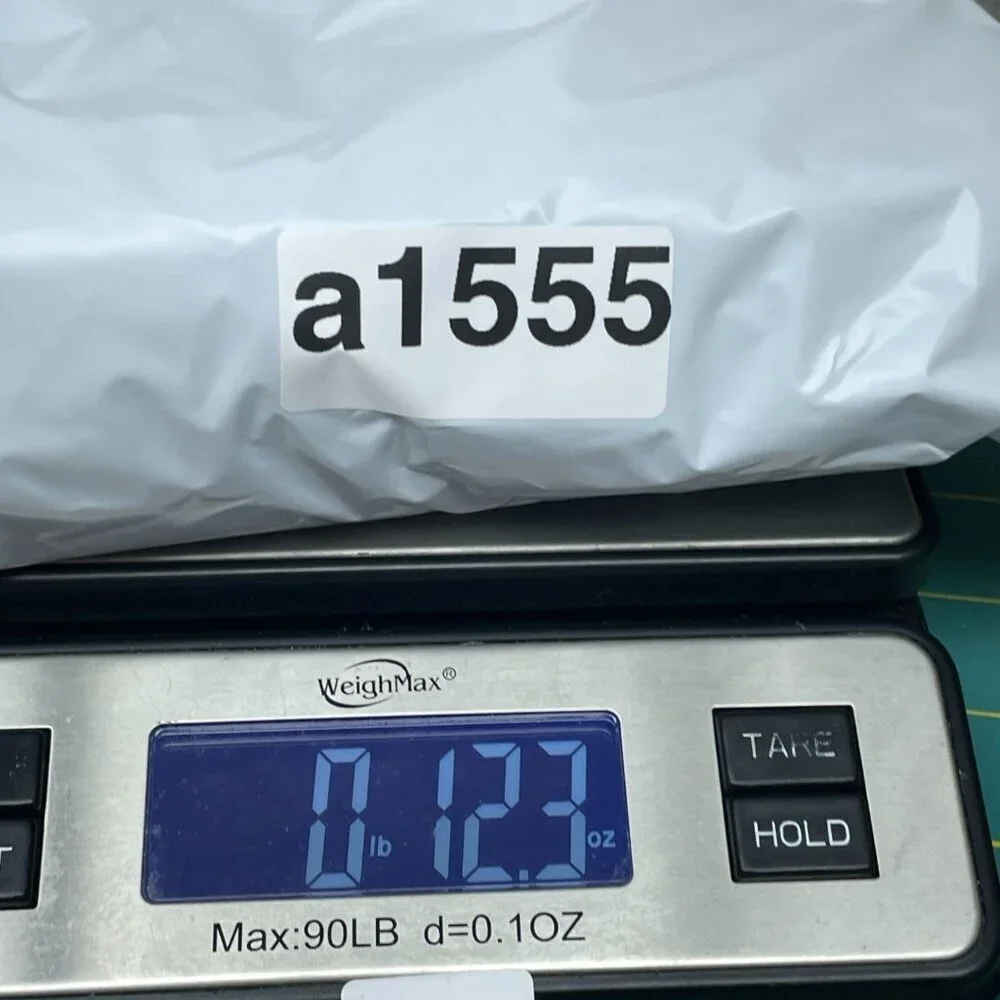 a1555
WeighMax®
0 lb 12.3 oz
TARE
HOLD
T
Max:90LB d=0.1OZ